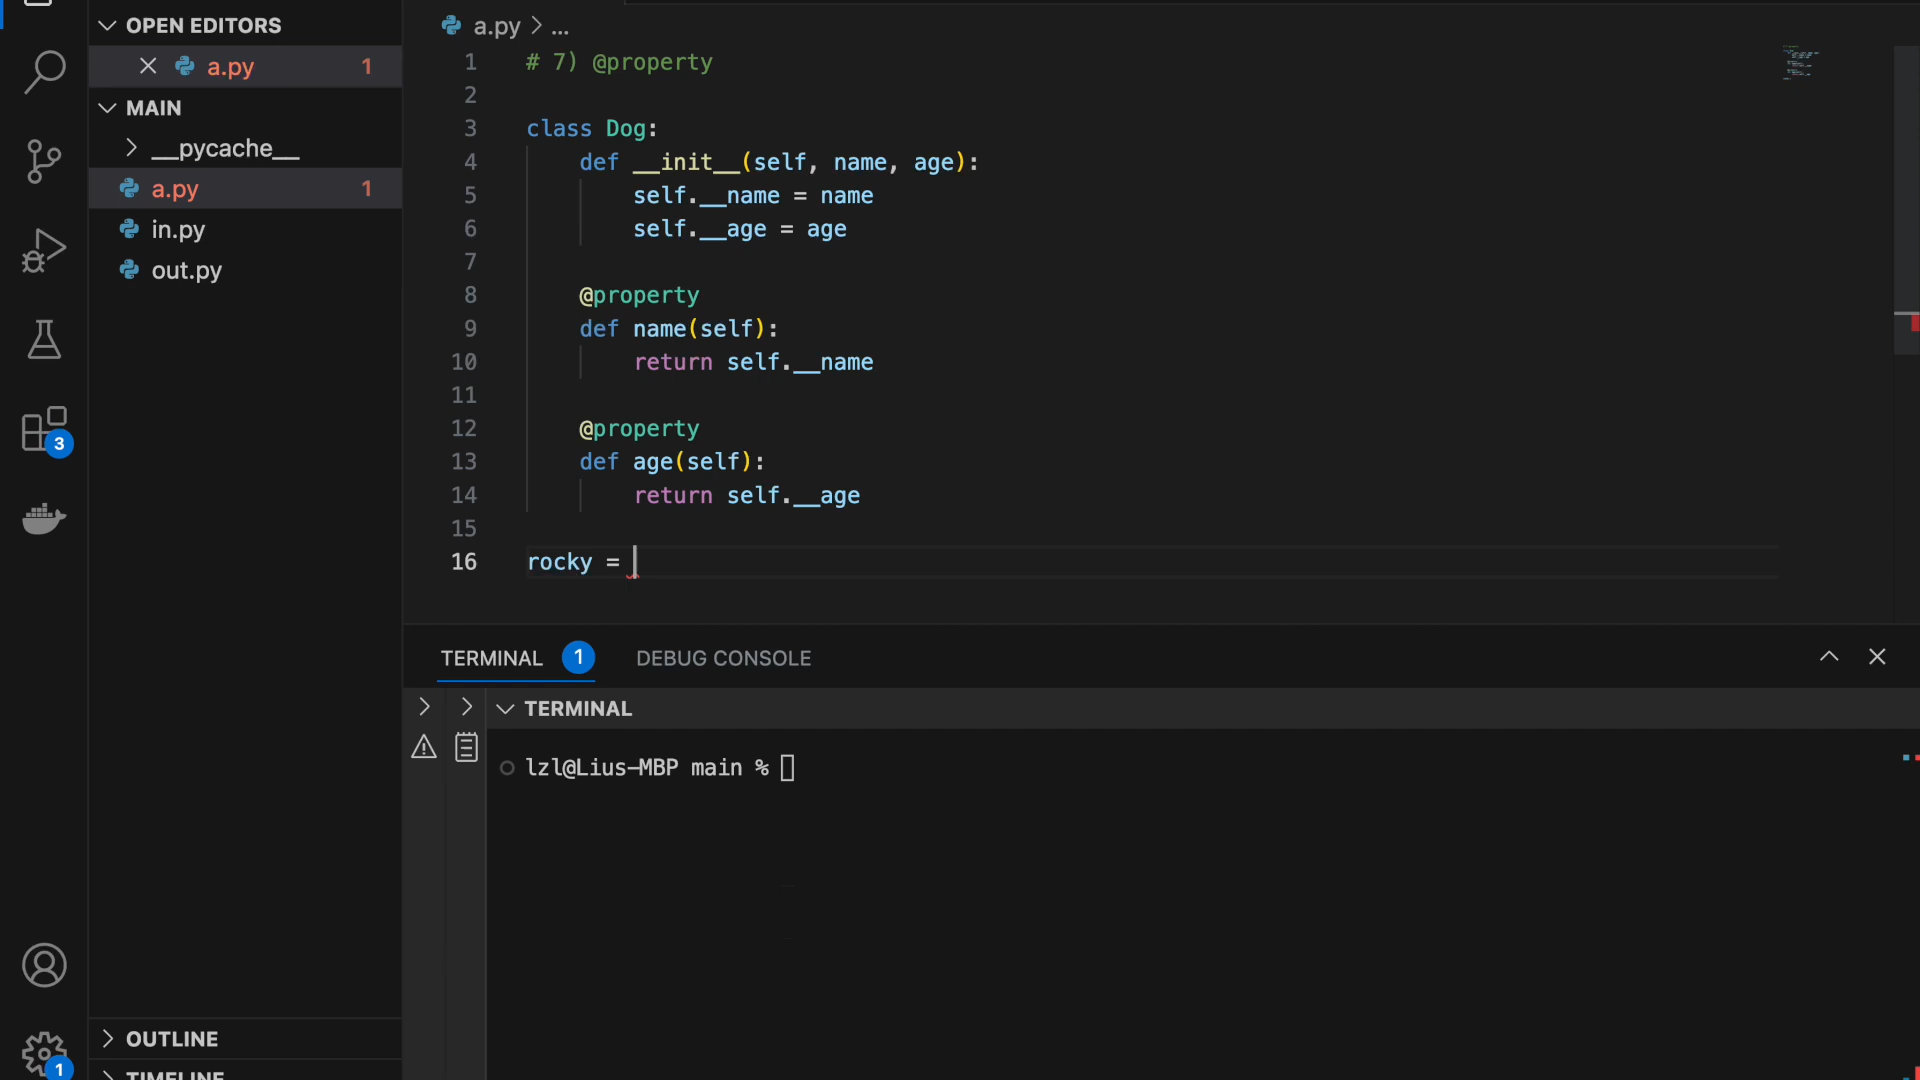 OPEN EDITORS
a.py 1
MAIN
__pycache__
a.py 1
in.py
out.py
3
OUTLINE
TIMELINE
1
a.py > ...
1 # 7) @property
2
3 class Dog:
4 def __init__(self, name, age):
5 self.__name = name
6 self.__age = age
7
8 @property
9 def name(self):
10 return self.__name
11
12 @property
13 def age(self):
14 return self.__age
15
16 rocky =
TERMINAL 1 DEBUG CONSOLE
TERMINAL
lzl@Lius-MBP main %